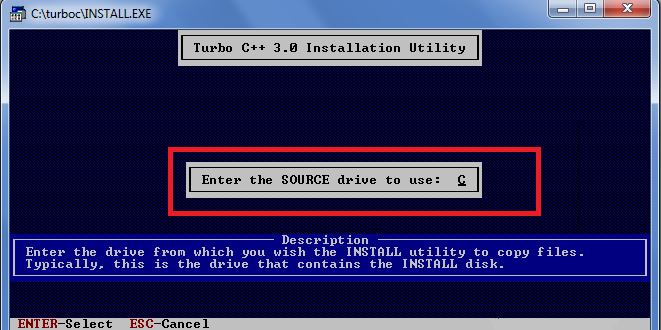 C:\turboc\INSTALL.EXE
Turbo C++ 3.0 Installation Utility
Enter the SOURCE drive to use: C
Description
Enter the drive from which you wish the INSTALL utility to copy files.
Typically, this is the drive that contains the INSTALL disk.
ENTER-Select ESC-Cancel